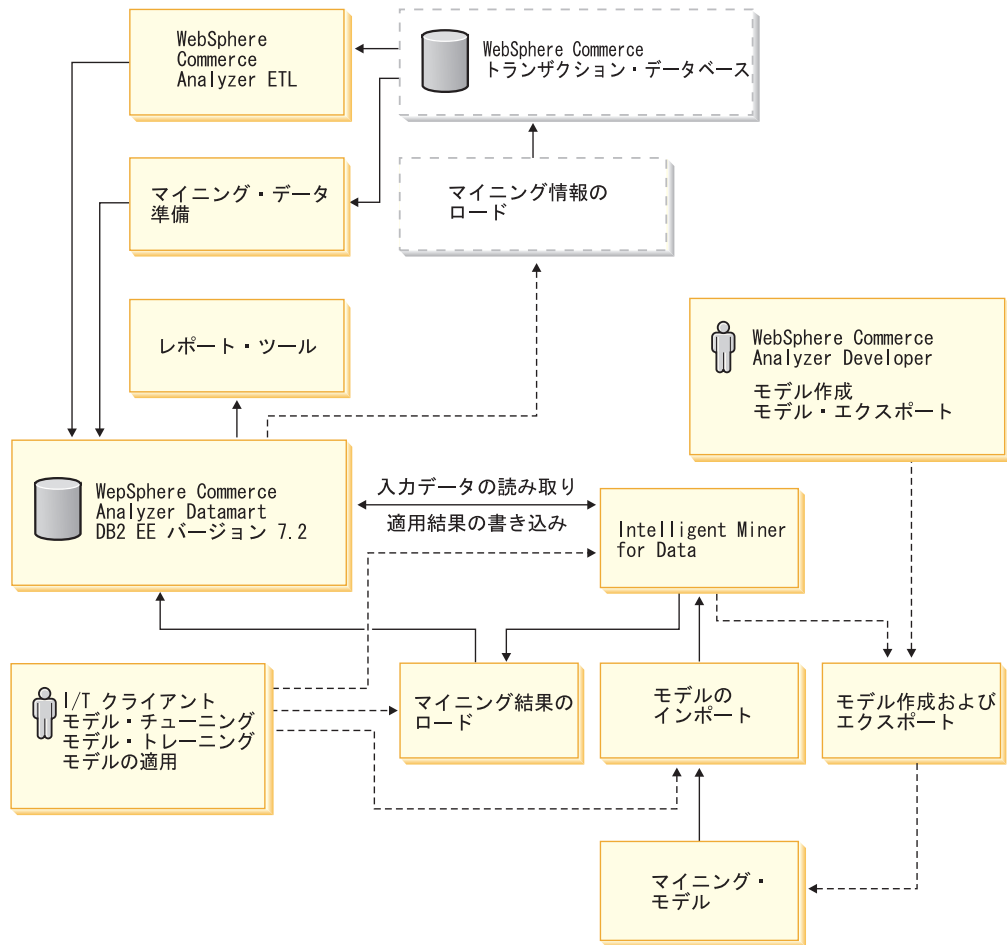 WebSphere
Commerce
Analyzer ETL
WebSphere Commerce
トランザクション・データベース
マイニング・データ
準備
マイニング情報の
ロード
レポート・ツール
WebSphere Commerce
Analyzer Developer
モデル作成
モデル・エクスポート
WepSphere Commerce
Analyzer Datamart
DB2 EE バージョン 7.2
入力データの読み取り
適用結果の書き込み
Intelligent Miner
for Data
I/T クライアント
モデル・チューニング
モデル・トレーニング
モデルの適用
マイニング結果の
ロード
モデルの
インポート
モデル作成および
エクスポート
マイニング・
モデル